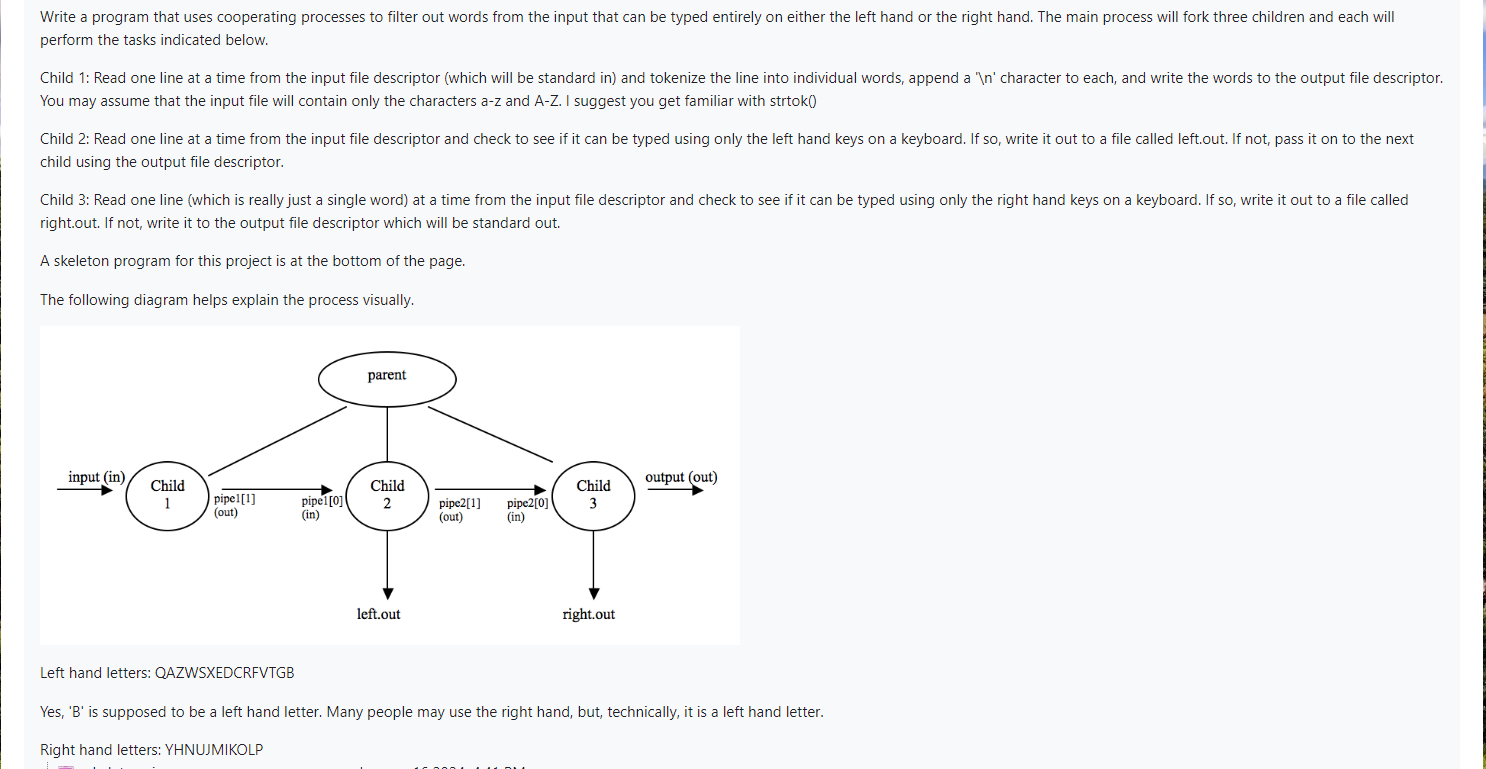 Write a program that uses cooperating processes to filter out words from the input that can be typed entirely on either the left hand or the right hand. The main process will fork three children and each will
perform the tasks indicated below.
Child 1: Read one line at a time from the input file descriptor (which will be standard in) and tokenize the line into individual words, append a '\n' character to each, and write the words to the output file descriptor.
You may assume that the input file will contain only the characters a-z and A-Z. I suggest you get familiar with strtok()
Child 2: Read one line at a time from the input file descriptor and check to see if it can be typed using only the left hand keys on a keyboard. If so, write it out to a file called left.out. If not, pass it on to the next
child using the output file descriptor.
Child 3: Read one line (which is really just a single word) at a time from the input file descriptor and check to see if it can be typed using only the right hand keys on a keyboard. If so, write it out to a file called
right.out. If not, write it to the output file descriptor which will be standard out.
A skeleton program for this project is at the bottom of the page.
The following diagram helps explain the process visually.
parent
input (in)
Child
1
pipe1[1]
(out)
pipe1[0]
(in)
Child
2
pipe2[1]
(out)
pipe2[0]
(in)
Child
3
output (out)
left.out
right.out
Left hand letters: QAZWSXEDCRFVTGB
Yes, 'B' is supposed to be a left hand letter. Many people may use the right hand, but, technically, it is a left hand letter.
Right hand letters: YHNUJMIKOLP